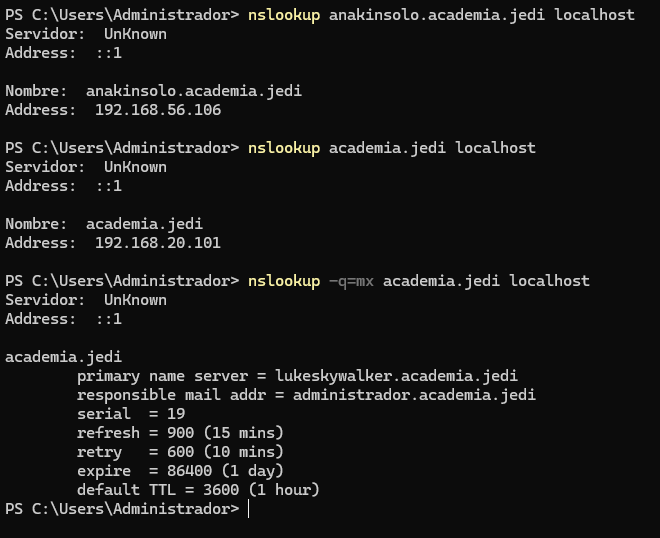 PS C:\Users\Administrador> nslookup anakinsolo.academia.jedi localhost
Servidor:  UnKnown
Address:  ::1

Nombre:  anakinsolo.academia.jedi
Address:  192.168.56.106

PS C:\Users\Administrador> nslookup academia.jedi localhost
Servidor:  UnKnown
Address:  ::1

Nombre:  academia.jedi
Address:  192.168.20.101

PS C:\Users\Administrador> nslookup -q=mx academia.jedi localhost
Servidor:  UnKnown
Address:  ::1

academia.jedi
        primary name server = lukeskywalker.academia.jedi
        responsible mail addr = administrador.academia.jedi
        serial  = 19
        refresh = 900 (15 mins)
        retry   = 600 (10 mins)
        expire  = 86400 (1 day)
        default TTL = 3600 (1 hour)
PS C:\Users\Administrador>